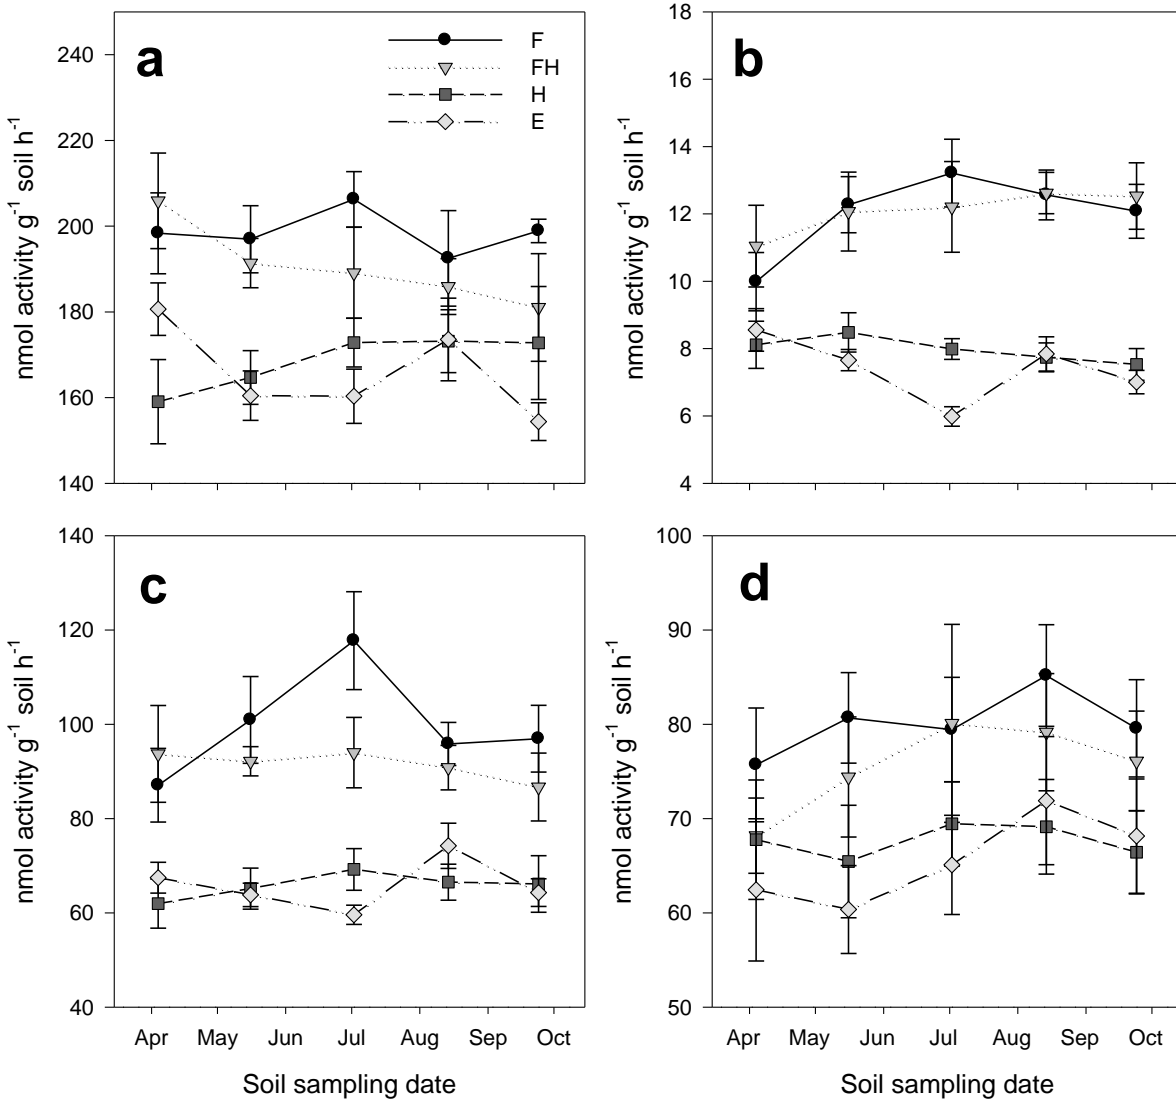 a
F
FH
H
E
240
220
200
180
160
140
nmol activity g⁻¹ soil h⁻¹
b
18
16
14
12
10
8
6
4
nmol activity g⁻¹ soil h⁻¹
c
140
120
100
80
60
40
nmol activity g⁻¹ soil h⁻¹
Apr May Jun Jul Aug Sep Oct
Soil sampling date
d
100
90
80
70
60
50
nmol activity g⁻¹ soil h⁻¹
Apr May Jun Jul Aug Sep Oct
Soil sampling date